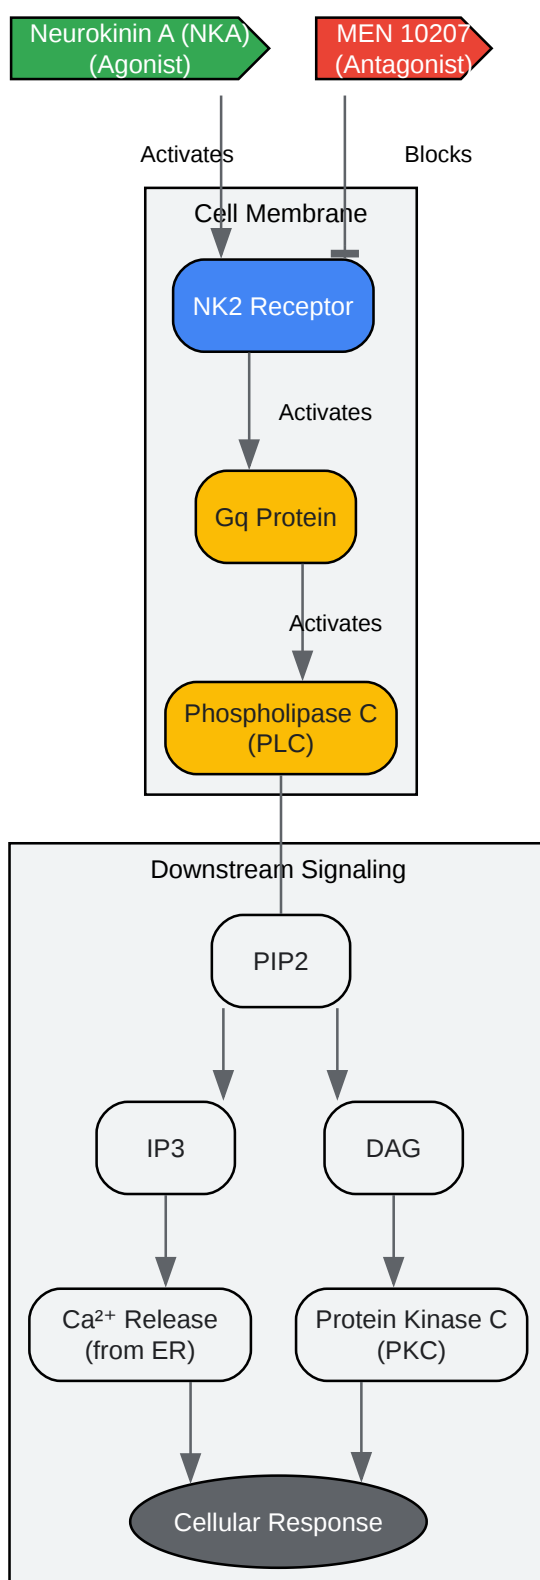 Neurokinin A (NKA)
(Agonist)
MEN 10207
(Antagonist)
Activates
Blocks
Cell Membrane
NK2 Receptor
Activates
Gq Protein
Activates
Phospholipase C
(PLC)
Downstream Signaling
PIP2
IP3
DAG
Ca²⁺ Release
(from ER)
Protein Kinase C
(PKC)
Cellular Response